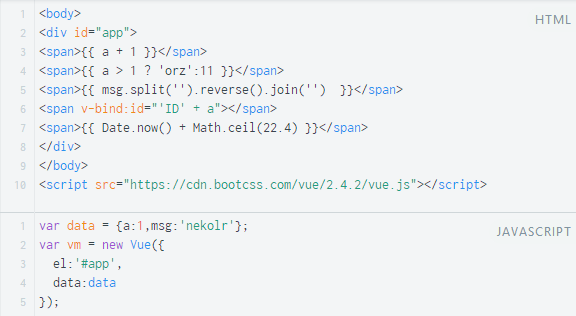 HTML
1 <body>
2 <div id="app">
3 <span>{{ a + 1 }}</span>
4 <span>{{ a > 1 ? 'orz':11 }}</span>
5 <span>{{ msg.split('').reverse().join('')  }}</span>
6 <span v-bind:id="'ID' + a"></span>
7 <span>{{ Date.now() + Math.ceil(22.4) }}</span>
8 </div>
9 </body>
10 <script src="https://cdn.bootcss.com/vue/2.4.2/vue.js"></script>
JAVASCRIPT
1 var data = {a:1,msg:'nekolr'};
2 var vm = new Vue({
3   el:'#app',
4   data:data
5 });